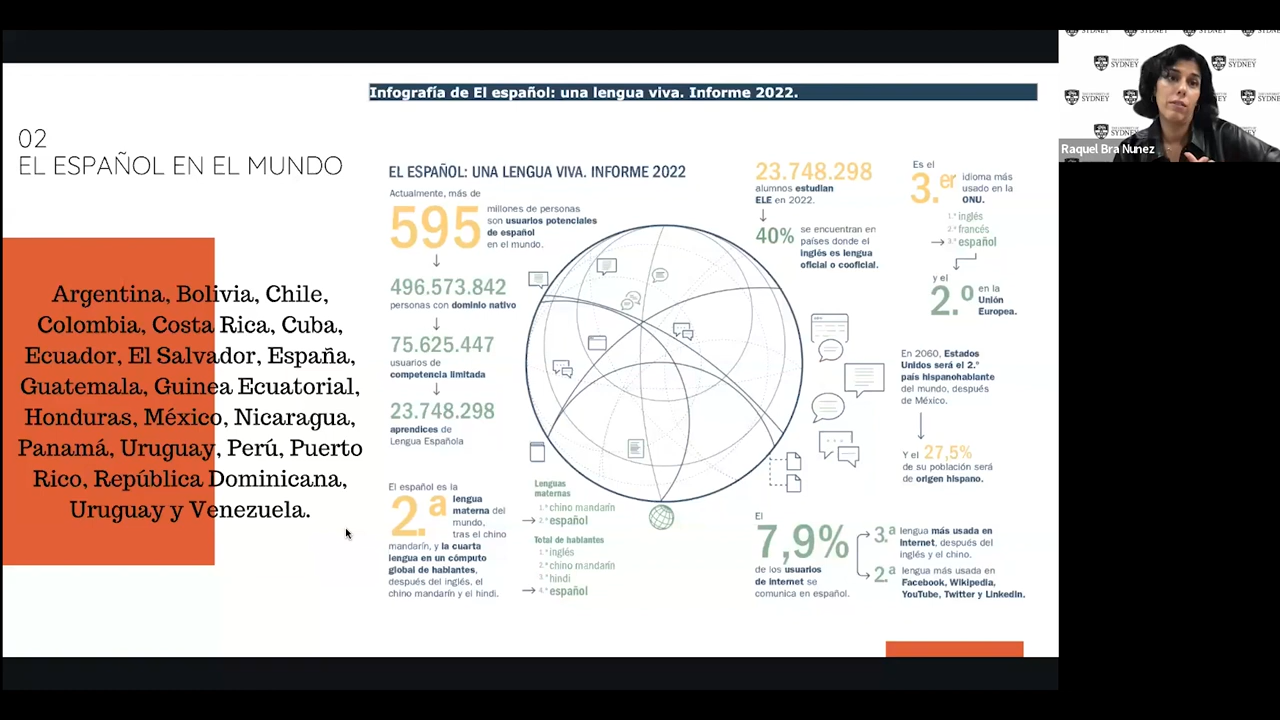 Infografía de El español: una lengua viva. Informe 2022.
02
EL ESPAÑOL EN EL MUNDO
Argentina, Bolivia, Chile,
Colombia, Costa Rica, Cuba,
Ecuador, El Salvador, España,
Guatemala, Guinea Ecuatorial,
Honduras, México, Nicaragua,
Panamá, Uruguay, Perú, Puerto
Rico, República Dominicana,
Uruguay y Venezuela.
EL ESPAÑOL: UNA LENGUA VIVA. INFORME 2022
Actualmente, más de
595
millones de personas
son usuarios potenciales
de español
en el mundo.
496.573.842
personas con dominio nativo
75.625.447
usuarios de
competencia limitada
23.748.298
aprendices de
Lengua Española
El español es la
2.ª
lengua
materna del
mundo,
tras el chino
mandarín, y la cuarta
lengua en un cómputo
global de hablantes,
después del inglés, el
chino mandarín y el hindi.
Lenguas
maternas
1.ª chino mandarín
2.ª español
Total de hablantes
1.ª inglés
2.ª chino mandarín
3.ª hindi
4.ª español
23.748.298
alumnos estudian
ELE en 2022.
40%
se encuentran en
países donde el
inglés es lengua
oficial o cooficial.
Es el
3.er
idioma más
usado en la
ONU.
1.º inglés
2.º francés
3.º español
y el
2.º
en la
Unión
Europea.
En 2060, Estados
Unidos será el 2.º
país hispanohablante
del mundo, después
de México.
Y el 27,5%
de su población será
de origen hispano.
El
7,9%
de los usuarios
de internet se
comunica en español.
3.ª
lengua más usada en
Internet, después del
inglés y el chino.
2.ª
lengua más usada en
Facebook, Wikipedia,
YouTube, Twitter y LinkedIn.
SYDNEY
SYDNEY
SYDNEY
SYDNEY
SYDNEY
Raquel Bra Nunez